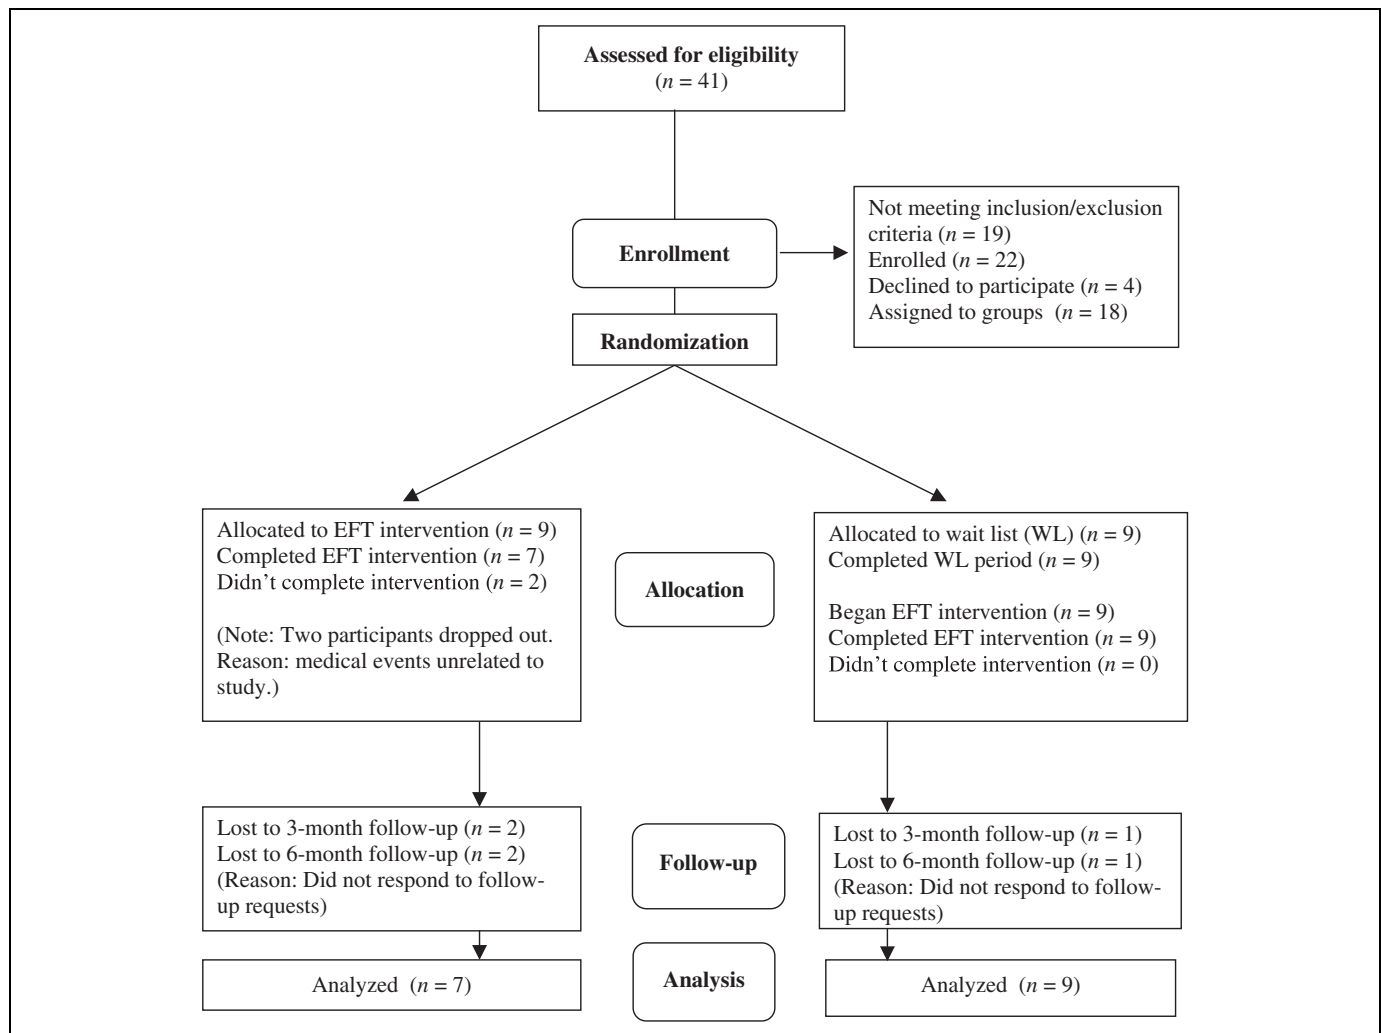 Assessed for eligibility
(n = 41)
Not meeting inclusion/exclusion
criteria (n = 19)
Enrolled (n = 22)
Declined to participate (n = 4)
Assigned to groups (n = 18)
Enrollment
Randomization
Allocated to EFT intervention (n = 9)
Completed EFT intervention (n = 7)
Didn't complete intervention (n = 2)
(Note: Two participants dropped out.
Reason: medical events unrelated to
study.)
Allocation
Allocated to wait list (WL) (n = 9)
Completed WL period (n = 9)
Began EFT intervention (n = 9)
Completed EFT intervention (n = 9)
Didn't complete intervention (n = 0)
Lost to 3-month follow-up (n = 2)
Lost to 6-month follow-up (n = 2)
(Reason: Did not respond to follow-
up requests)
Follow-up
Lost to 3-month follow-up (n = 1)
Lost to 6-month follow-up (n = 1)
(Reason: Did not respond to follow-
up requests)
Analyzed (n = 7)
Analysis
Analyzed (n = 9)